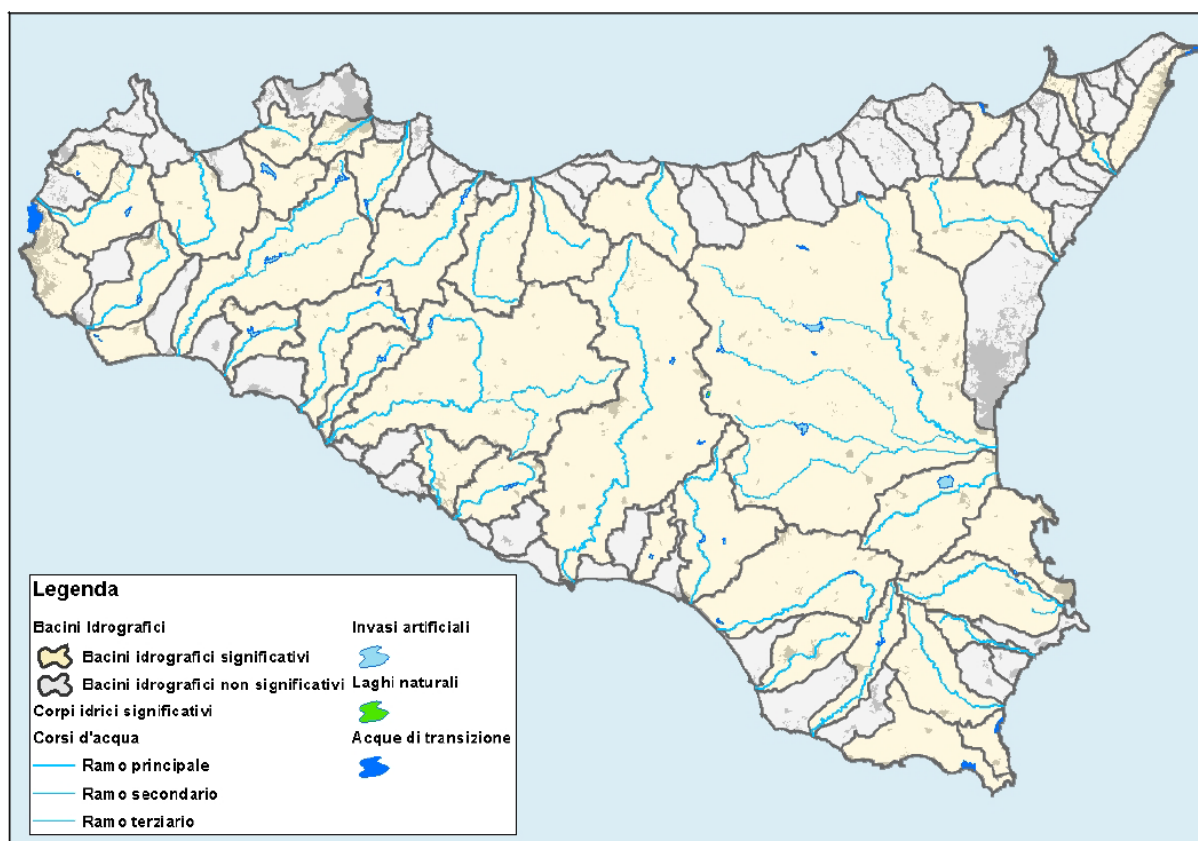 Legenda
Bacini Idrografici
Bacini idrografici significativi
Bacini idrografici non significativi
Corpi idrici significativi
Corsi d'acqua
Ramo principale
Ramo secondario
Ramo terziario
Invasi artificiali
Laghi naturali
Acque di transizione